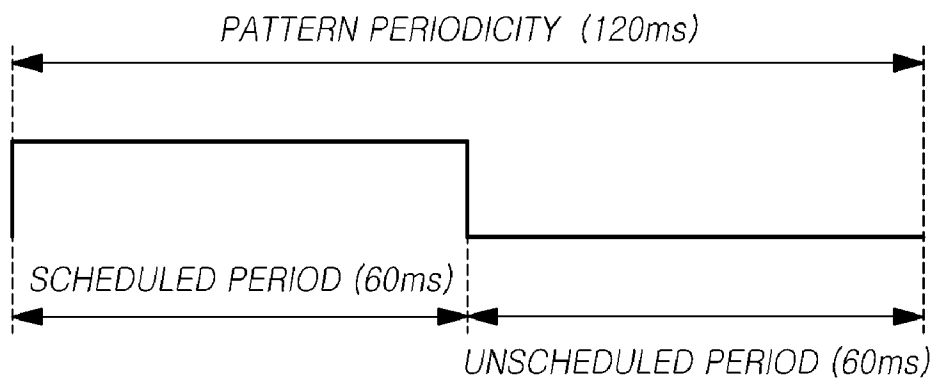 PATTERN PERIODICITY (120ms)
SCHEDULED PERIOD (60ms)
UNSCHEDULED PERIOD (60ms)